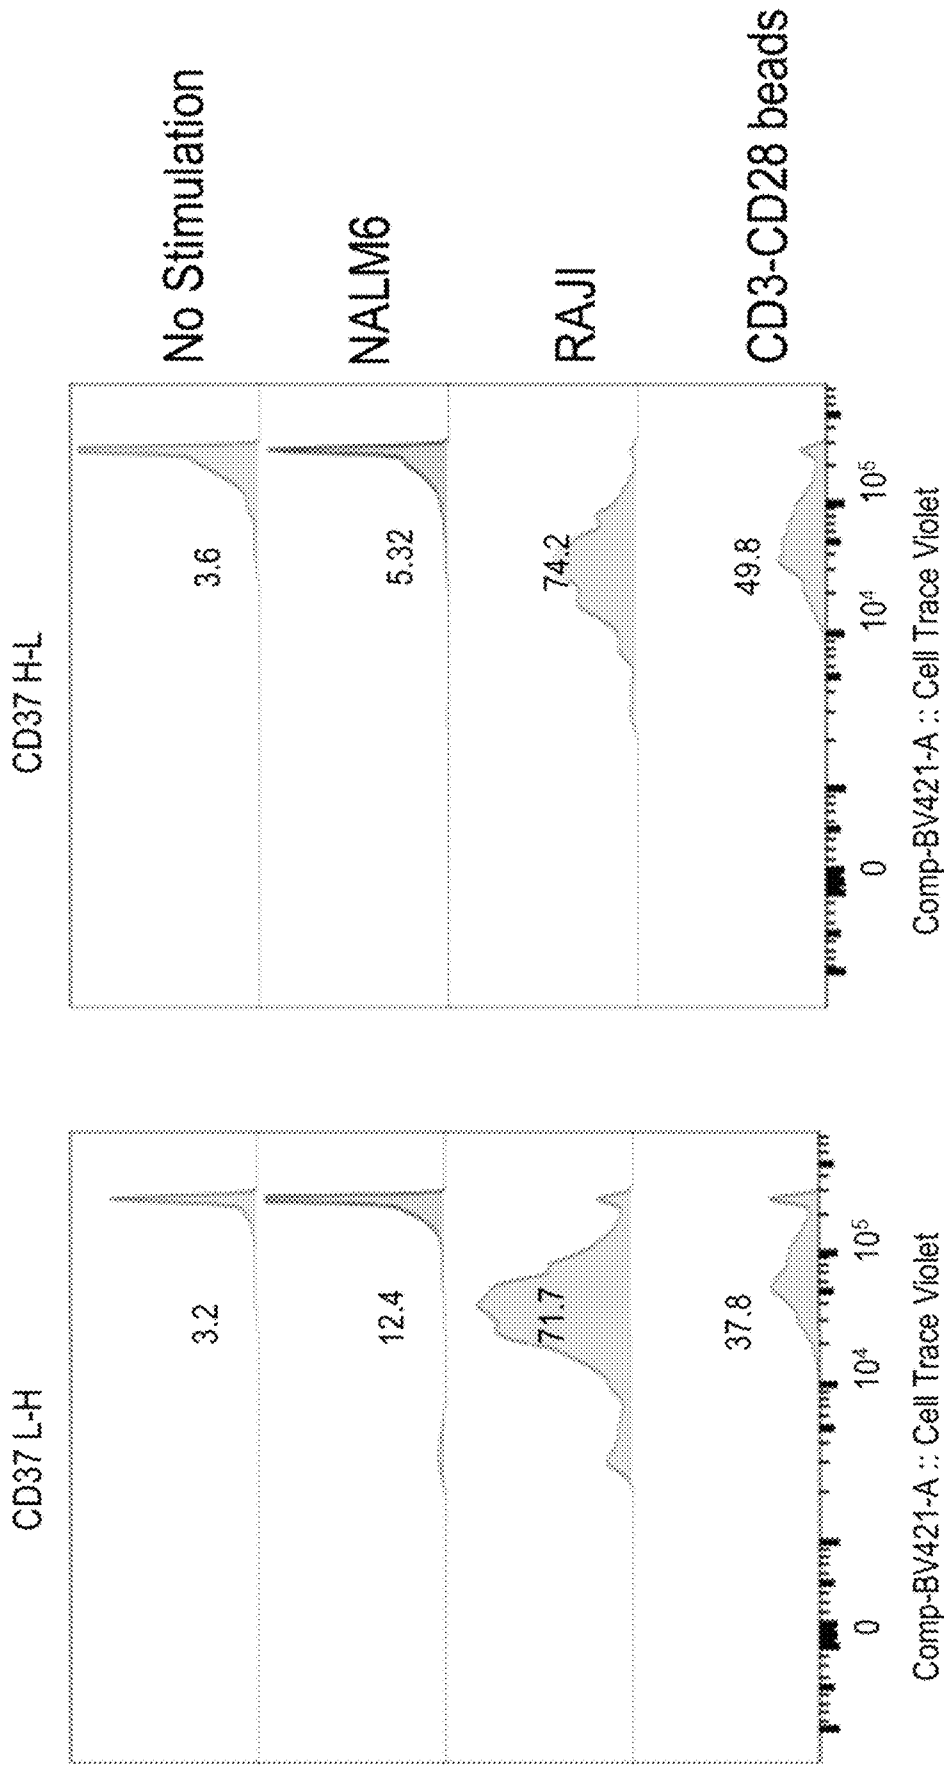 CD37 L-H
3.2
12.4
71.7
37.8
0
10⁴
10⁵
Comp-BV421-A :: Cell Trace Violet
CD37 H-L
3.6
5.32
74.2
49.8
0
10⁴
10⁵
Comp-BV421-A :: Cell Trace Violet
No Stimulation
NALM6
RAJI
CD3-CD28 beads